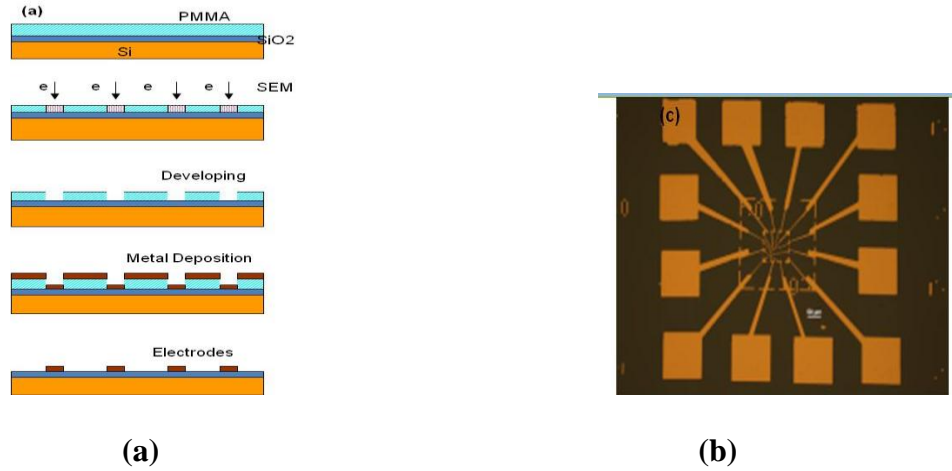 (a)
PMMA
SiO2
Si
e e e e SEM
Developing
Metal Deposition
Electrodes
(c)
(a) (b)